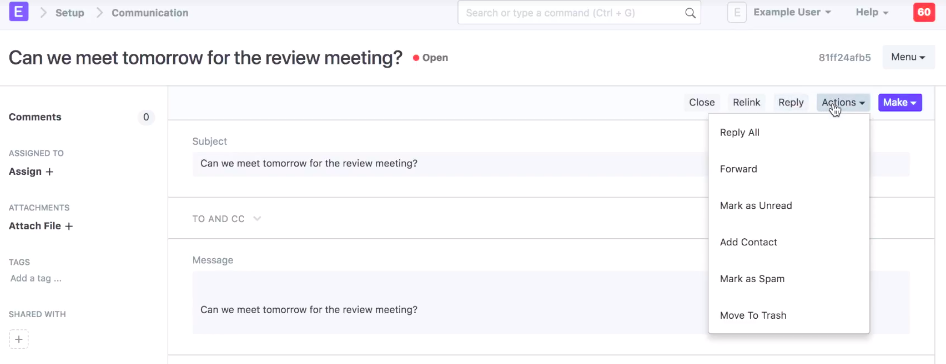 E Setup Communication Search or type a command (Ctrl + G) E Example User Help 60
Can we meet tomorrow for the review meeting? Open 81ff24afb5 Menu
Close Relink Reply Actions Make
Comments 0
ASSIGNED TO
Assign +
ATTACHMENTS
Attach File +
TAGS
Add a tag ...
SHARED WITH
+
Subject
Can we meet tomorrow for the review meeting?
TO AND CC
Message
Can we meet tomorrow for the review meeting?
Reply All
Forward
Mark as Unread
Add Contact
Mark as Spam
Move To Trash